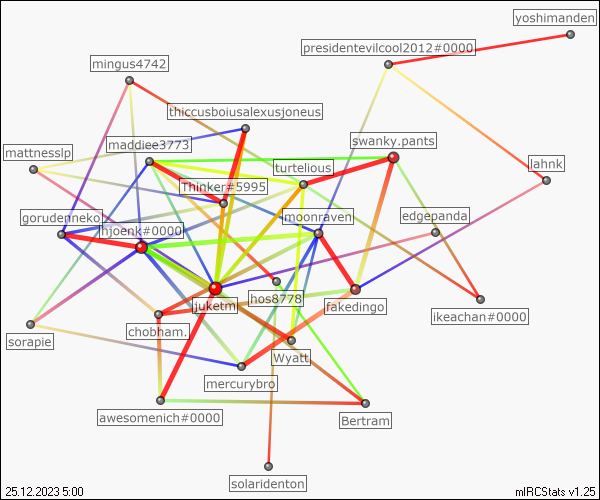 yoshimanden
presidentevilcool2012#0000
mingus4742
thiccusboiusalexusjoneus
maddiee3773
swanky.pants
mattnesslp
turtelious
lahnk
Thinker#5995
gorudenneko
hjoenk#0000
moonraven
edgepanda
juketm
hos8778
fakedingo
ikeachan#0000
sorapie
chobham.
Wyatt
mercurybro
awesomenich#0000
Bertram
solaridenton
25.12.2023 5:00
mIRCStats v1.25